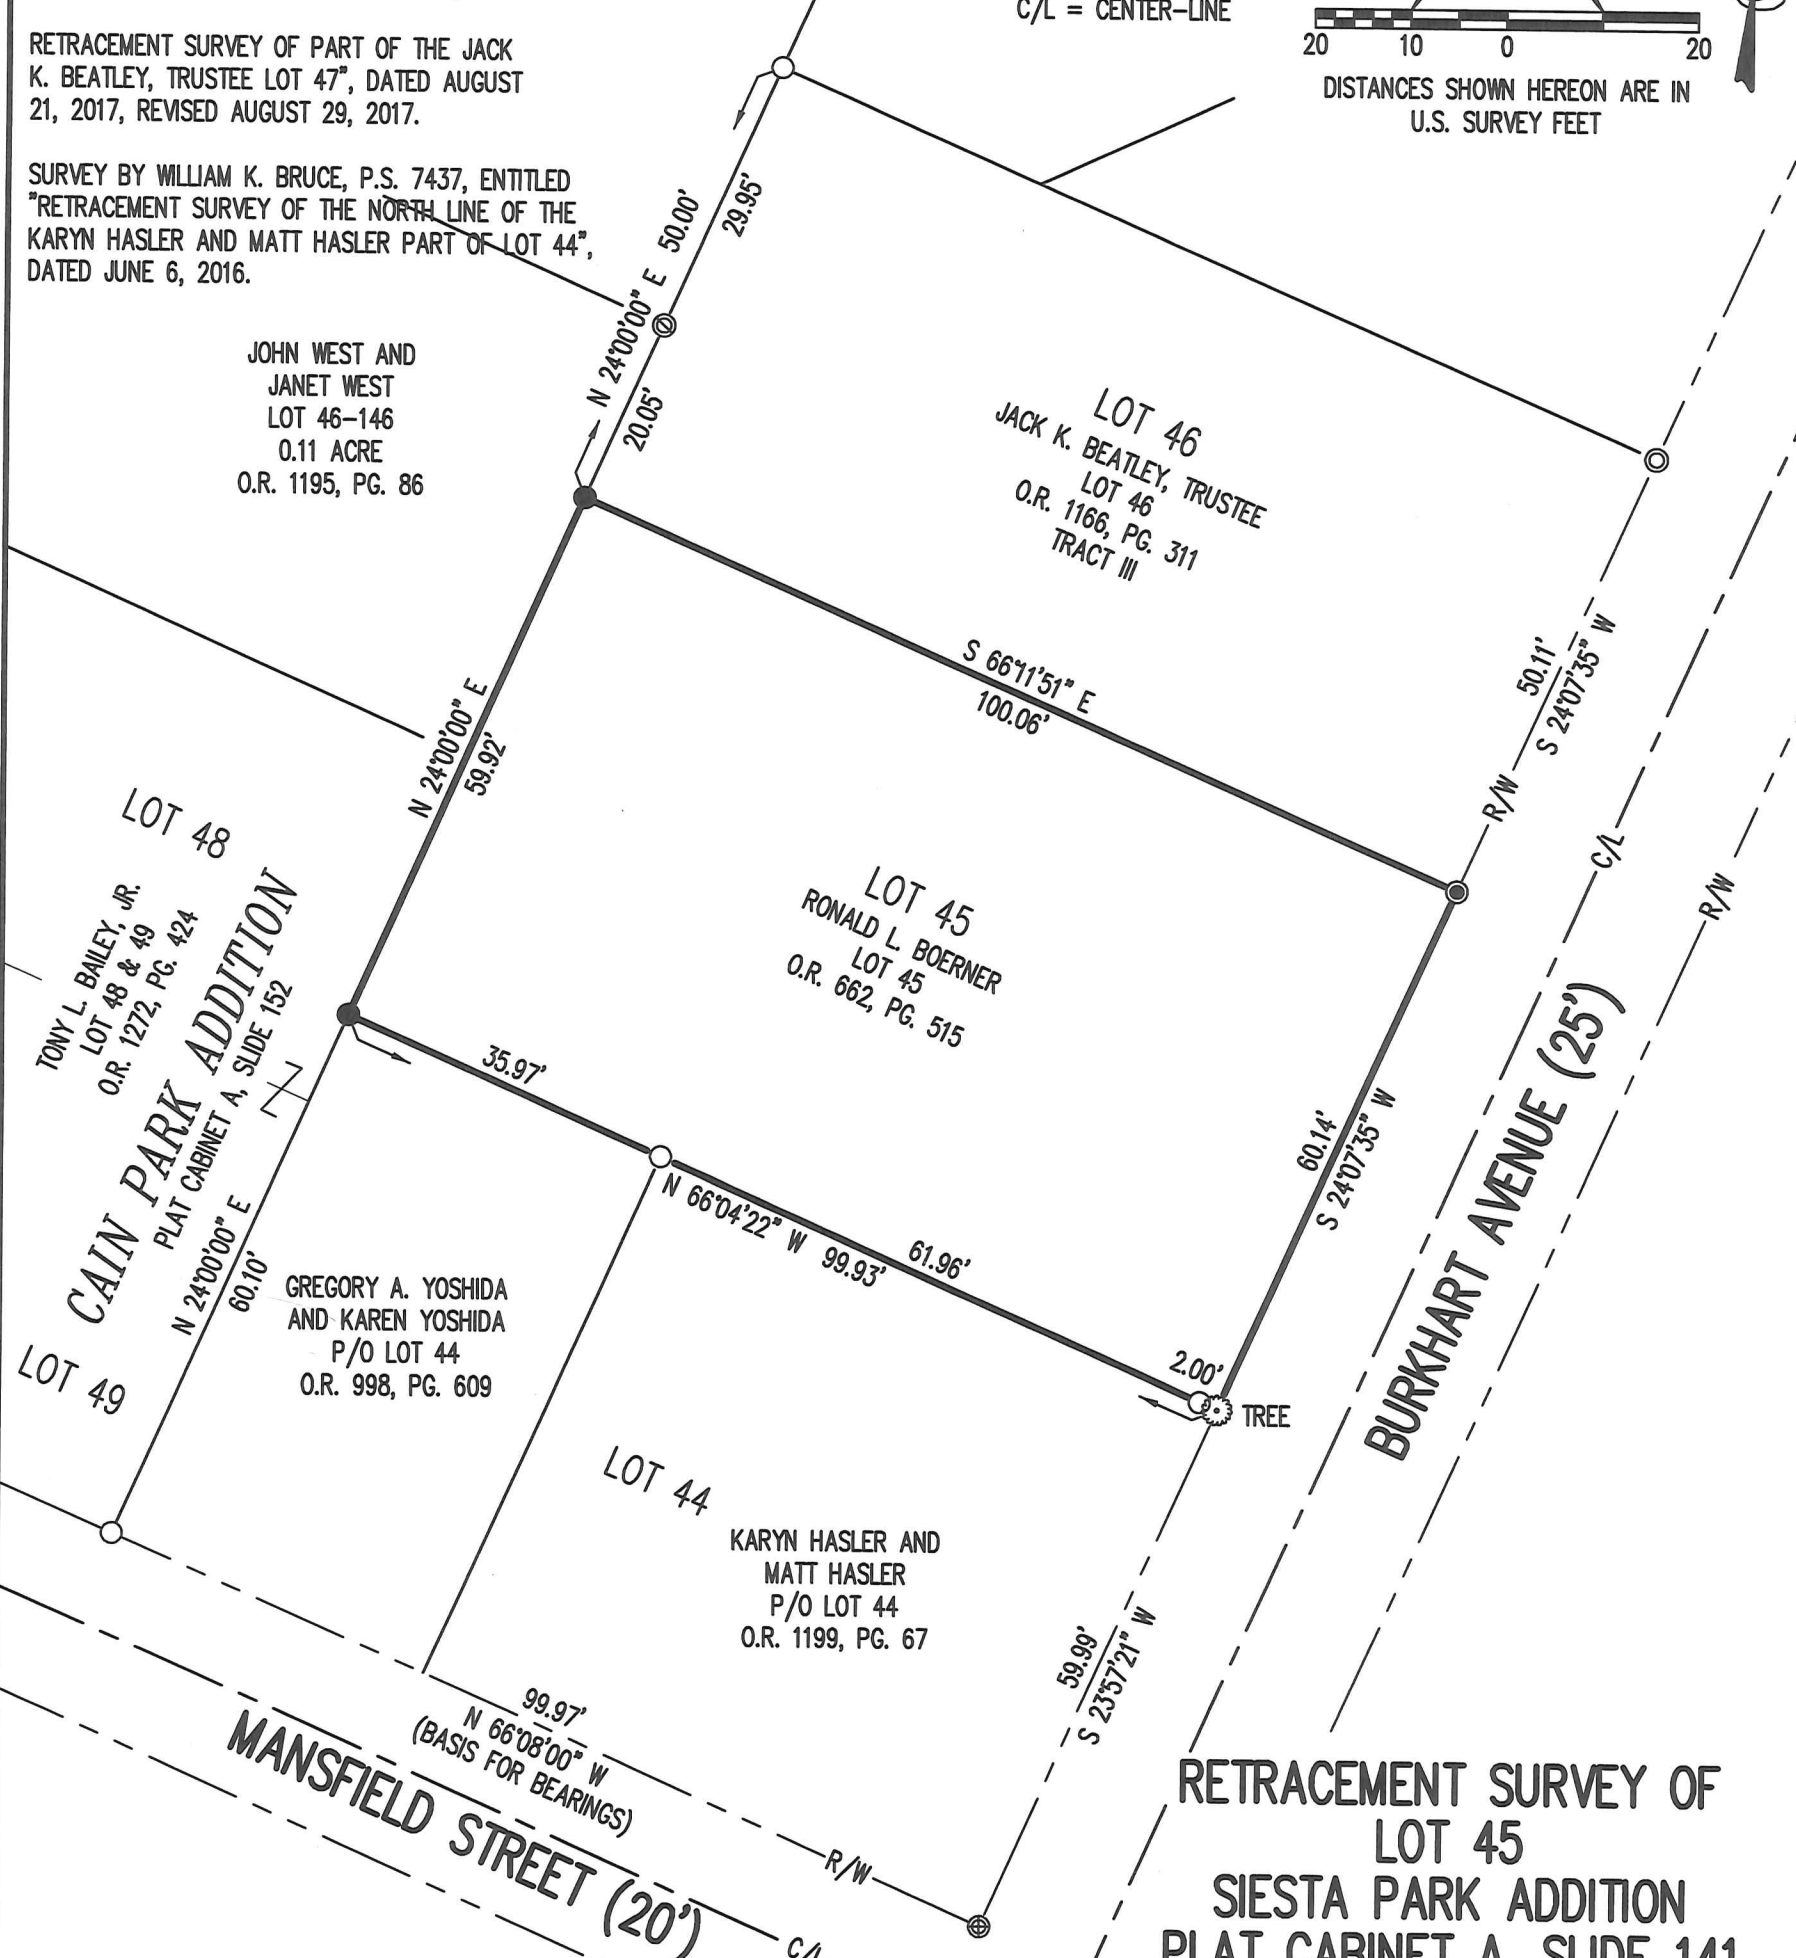 C/L = CENTER-LINE
20 10 0 20
DISTANCES SHOWN HEREON ARE IN
U.S. SURVEY FEET
RETRACEMENT SURVEY OF PART OF THE JACK
K. BEATLEY, TRUSTEE LOT 47", DATED AUGUST
21, 2017, REVISED AUGUST 29, 2017.
SURVEY BY WILLIAM K. BRUCE, P.S. 7437, ENTITLED
"RETRACEMENT SURVEY OF THE NORTH LINE OF THE
KARYN HASLER AND MATT HASLER PART OF LOT 44",
DATED JUNE 6, 2016.
N 24°00'00" E 50.00'
29.95'
20.05'
JOHN WEST AND
JANET WEST
LOT 46-146
0.11 ACRE
O.R. 1195, PG. 86
LOT 46
JACK K. BEATLEY, TRUSTEE
LOT 46
O.R. 1166, PG. 311
TRACT III
50.11'
S 24°07'35" W
R/W
C/L
R/W
S 66°11'51" E
100.06'
N 24°00'00" E
59.92'
LOT 48
TONY L. BAILEY, JR.
LOT 48 & 49
O.R. 1272, PG. 424
CAIN PARK ADDITION
PLAT CABINET A, SLIDE 152
LOT 45
RONALD L. BOERNER
LOT 45
O.R. 662, PG. 515
60.14'
S 24°07'35" W
BURKHART AVENUE (25')
35.97'
N 66°04'22" W 99.93'
61.96'
2.00'
TREE
N 24°00'00" E
60.10'
LOT 49
GREGORY A. YOSHIDA
AND KAREN YOSHIDA
P/O LOT 44
O.R. 998, PG. 609
LOT 44
KARYN HASLER AND
MATT HASLER
P/O LOT 44
O.R. 1199, PG. 67
59.99'
S 23°57'21" W
99.97'
N 66°08'00" W
(BASIS FOR BEARINGS)
R/W
MANSFIELD STREET (20')
C/L
RETRACEMENT SURVEY OF
LOT 45
SIESTA PARK ADDITION
PLAT CABINET A, SLIDE 141